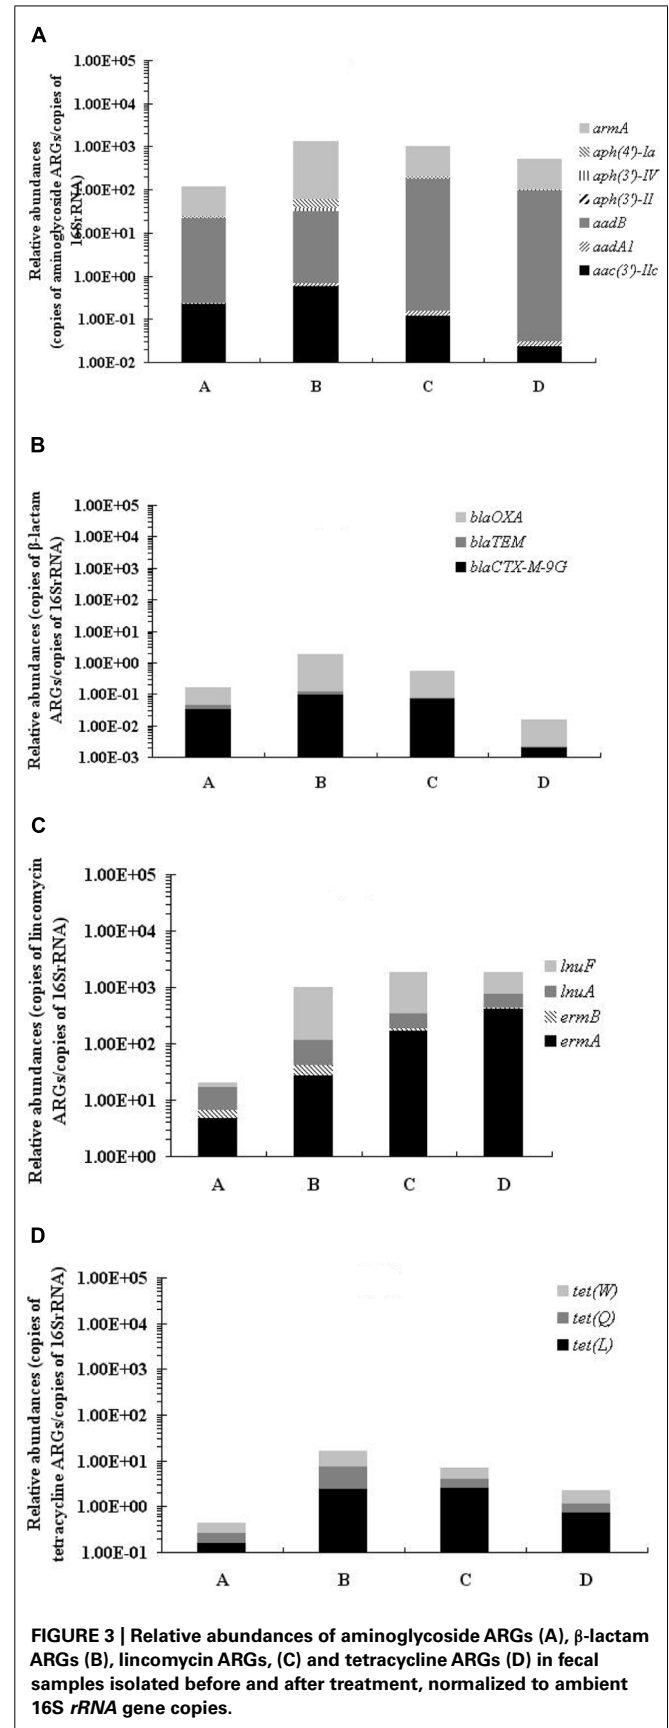 A
Relative abundances
(copies of aminoglycoside ARGs/copies of
16SrRNA)
1.00E+05
1.00E+04
1.00E+03
1.00E+02
1.00E+01
1.00E+00
1.00E-01
1.00E-02
A B C D
armA
aph(4')-Ia
aph(3')-IV
aph(3')-II
aadB
aadA1
aac(3')-IIc
B
Relative abundances (copies of β-lactam
ARGs/copies of 16SrRNA)
1.00E+05
1.00E+04
1.00E+03
1.00E+02
1.00E+01
1.00E+00
1.00E-01
1.00E-02
1.00E-03
A B C D
blaOXA
blaTEM
blaCTX-M-9G
C
Relative abundances (copies of lincomycin
ARGs/copies of 16SrRNA)
1.00E+05
1.00E+04
1.00E+03
1.00E+02
1.00E+01
1.00E+00
A B C D
lnuF
lnuA
ermB
ermA
D
Relative abundances (copies of
tetracycline ARGs/copies of 16SrRNA)
1.00E+05
1.00E+04
1.00E+03
1.00E+02
1.00E+01
1.00E+00
1.00E-01
A B C D
tet(W)
tet(Q)
tet(L)
FIGURE 3 | Relative abundances of aminoglycoside ARGs (A), β-lactam
ARGs (B), lincomycin ARGs, (C) and tetracycline ARGs (D) in fecal
samples isolated before and after treatment, normalized to ambient
16S rRNA gene copies.